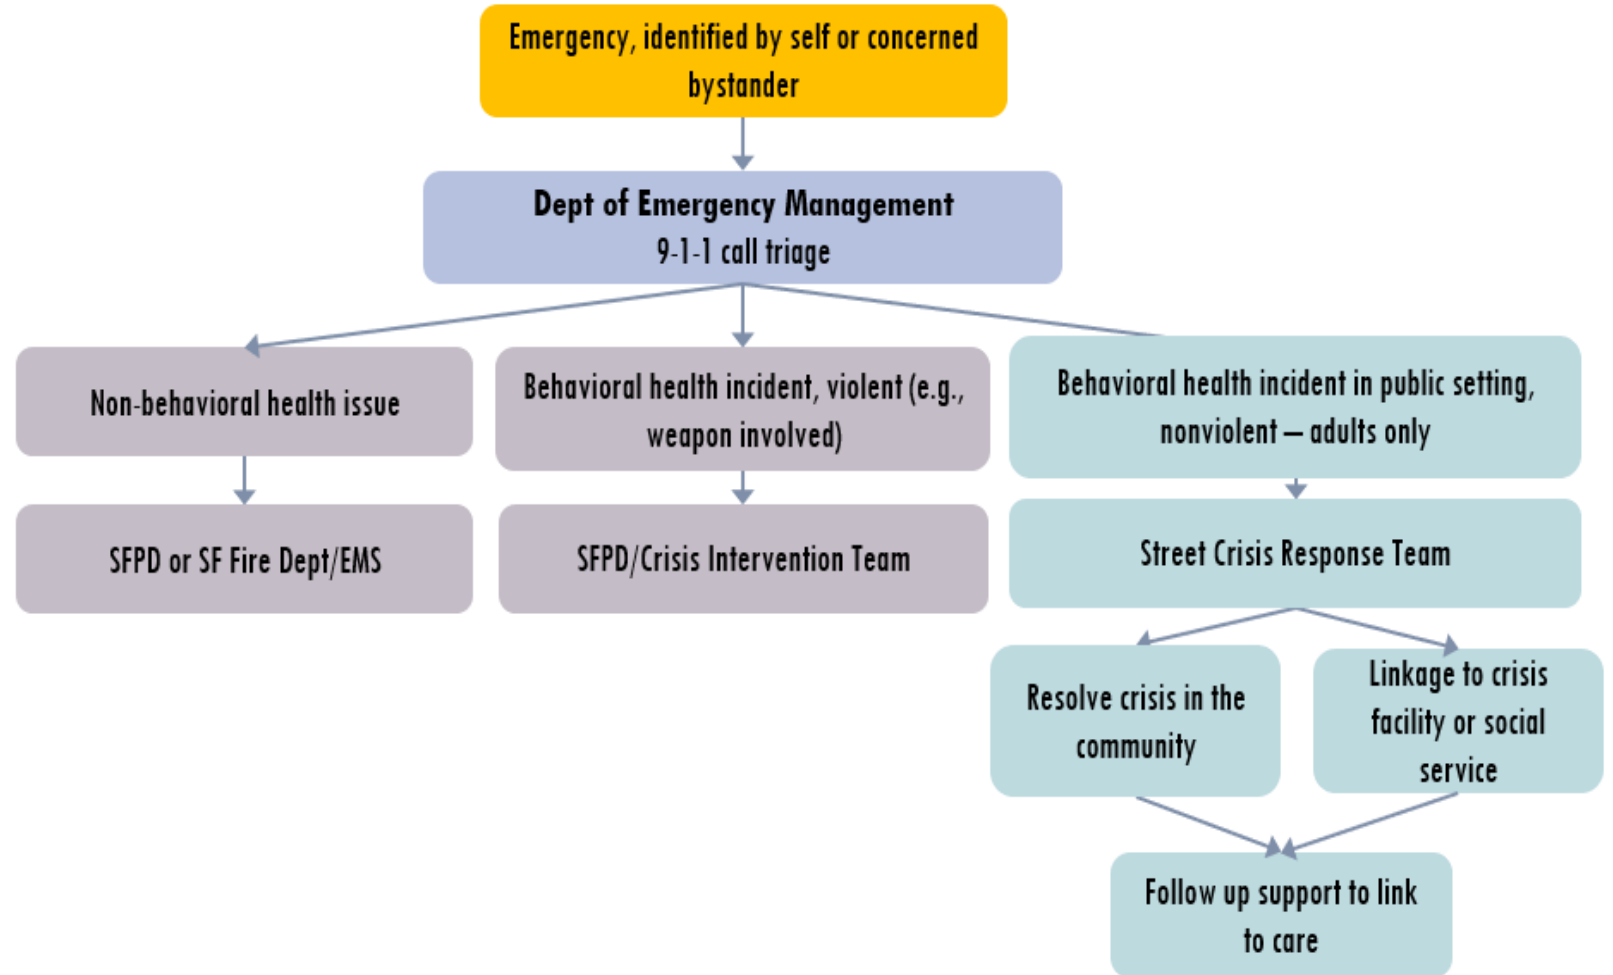 Emergency, identified by self or concerned
bystander
Dept of Emergency Management
9-1-1 call triage
Non-behavioral health issue
Behavioral health incident, violent (e.g.,
weapon involved)
Behavioral health incident in public setting,
nonviolent – adults only
SFPD or SF Fire Dept/EMS
SFPD/Crisis Intervention Team
Street Crisis Response Team
Resolve crisis in the
community
Linkage to crisis
facility or social
service
Follow up support to link
to care